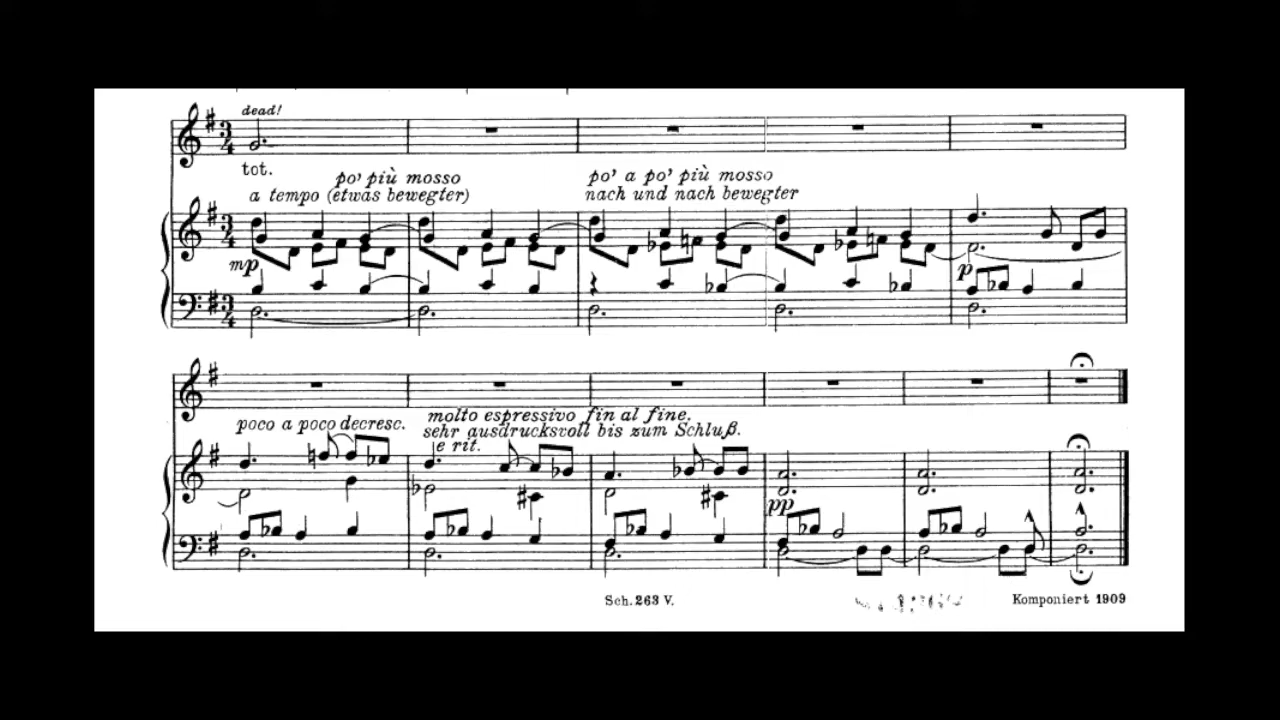 dead!
tot.
po' più mosso
a tempo (etwas bewegter)
po' a po' più mosso
nach und nach bewegter
mp
p
poco a poco decresc.
molto espressivo fin al fine.
sehr ausdrucksvoll bis zum Schluß.
e rit.
pp
Sch. 263 V.
Komponiert 1909